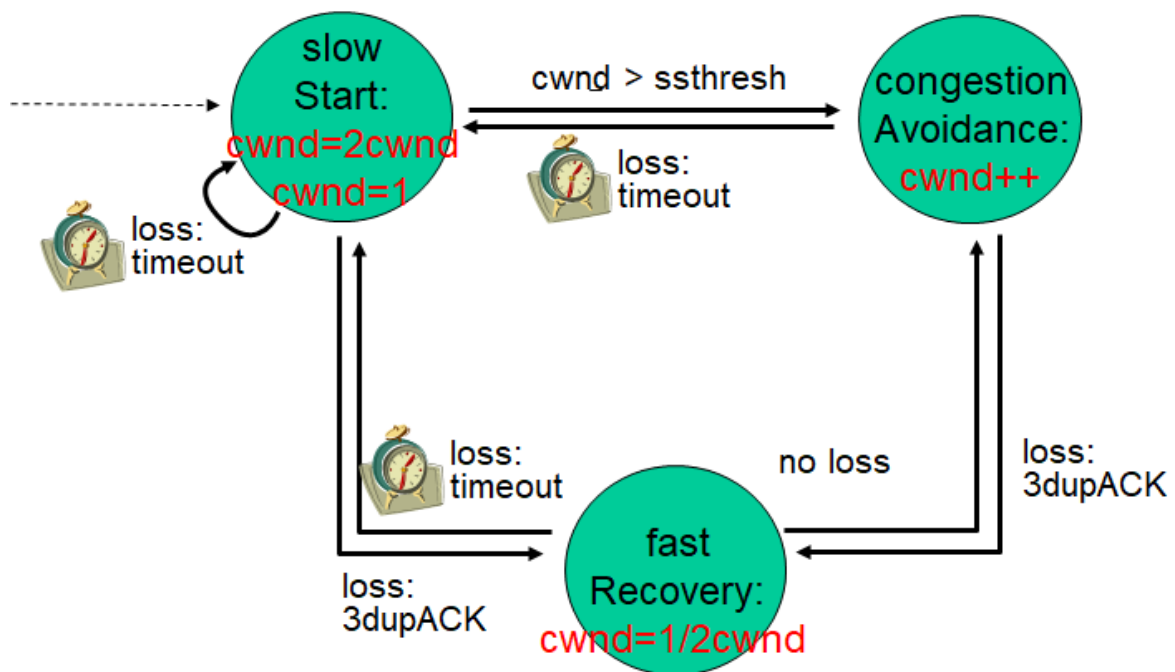 slow
Start:
cwnd=2cwnd
cwnd=1
cwnd > ssthresh
loss:
timeout
congestion
Avoidance:
cwnd++
loss:
timeout
loss:
timeout
no loss
loss:
3dupACK
loss:
3dupACK
fast
Recovery:
cwnd=1/2cwnd